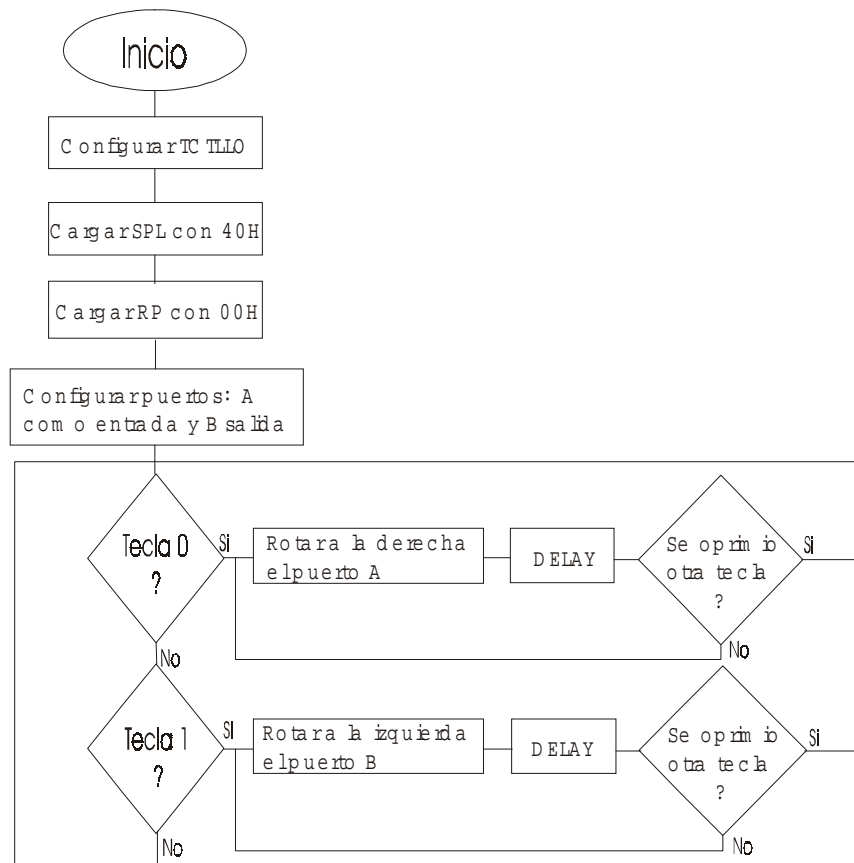 Inicio
Configurar TCTLLO
Cargar SPL con 40H
Cargar RP con 00H
Configurar puertos: A
como entrada y B salida
Tecla 0
?
Si
Rotar a la derecha
el puerto A
DELAY
Se oprimio
otra tecla
?
Si
No
No
Tecla 1
?
SI
Rotar a la izquierda
el puerto B
DELAY
Se oprimio
otra tecla
?
Si
No
No